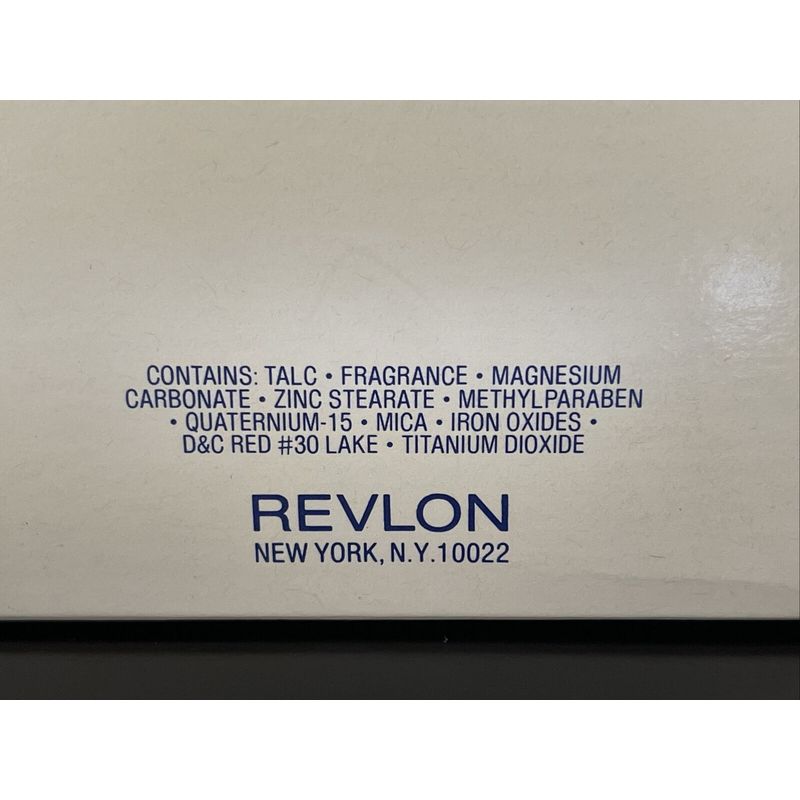 CONTAINS: TALC • FRAGRANCE • MAGNESIUM
CARBONATE • ZINC STEARATE • METHYLPARABEN
• QUATERNIUM-15 • MICA • IRON OXIDES •
D&C RED #30 LAKE • TITANIUM DIOXIDE
REVLON
NEW YORK, N.Y.10022